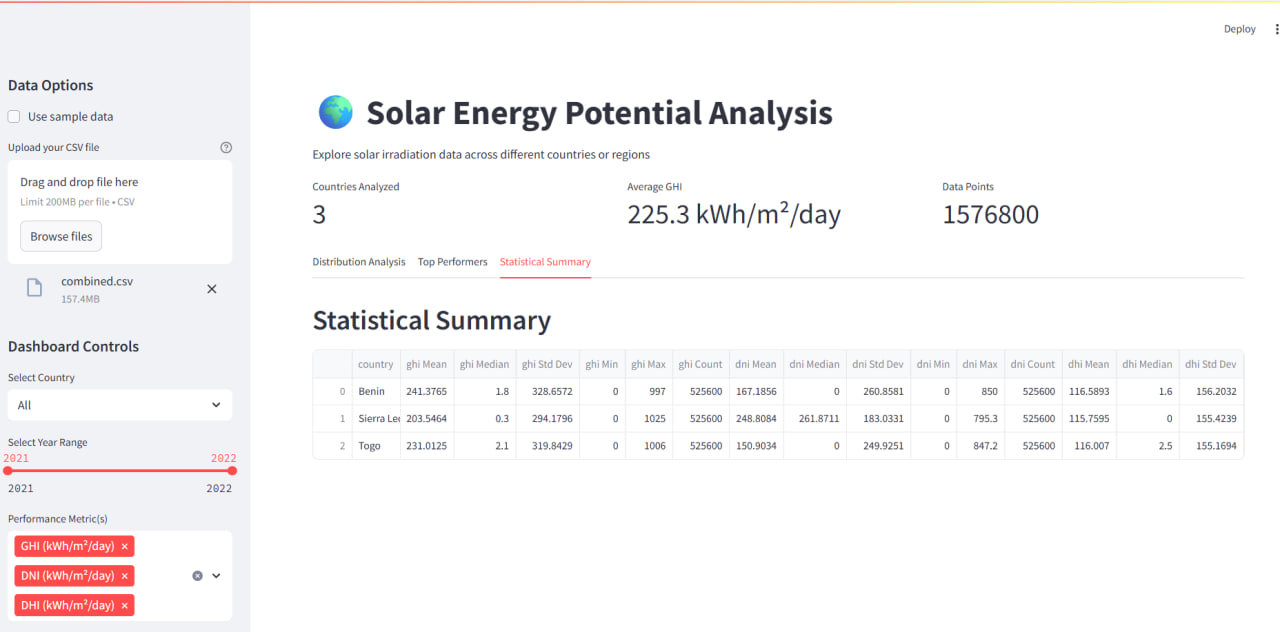 Deploy
Data Options
Use sample data
Upload your CSV file
Drag and drop file here
Limit 200MB per file • CSV
Browse files
combined.csv
157.4MB
Dashboard Controls
Select Country
All
Select Year Range
2021 2022
2021 2022
Performance Metric(s)
GHI (kWh/m²/day) ×
DNI (kWh/m²/day) ×
DHI (kWh/m²/day) ×
Solar Energy Potential Analysis
Explore solar irradiation data across different countries or regions
Countries Analyzed Average GHI Data Points
3 225.3 kWh/m²/day 1576800
Distribution Analysis Top Performers Statistical Summary
Statistical Summary
country ghi Mean ghi Median ghi Std Dev ghi Min ghi Max ghi Count dni Mean dni Median dni Std Dev dni Min dni Max dni Count dhi Mean dhi Median dhi Std Dev
0 Benin 241.3765 1.8 328.6572 0 997 525600 167.1856 0 260.8581 0 850 525600 116.5893 1.6 156.2032
1 Sierra Leo 203.5464 0.3 294.1796 0 1025 525600 248.8084 261.8711 183.0331 0 795.3 525600 115.7595 0 155.4239
2 Togo 231.0125 2.1 319.8429 0 1006 525600 150.9034 0 249.9251 0 847.2 525600 116.007 2.5 155.1694